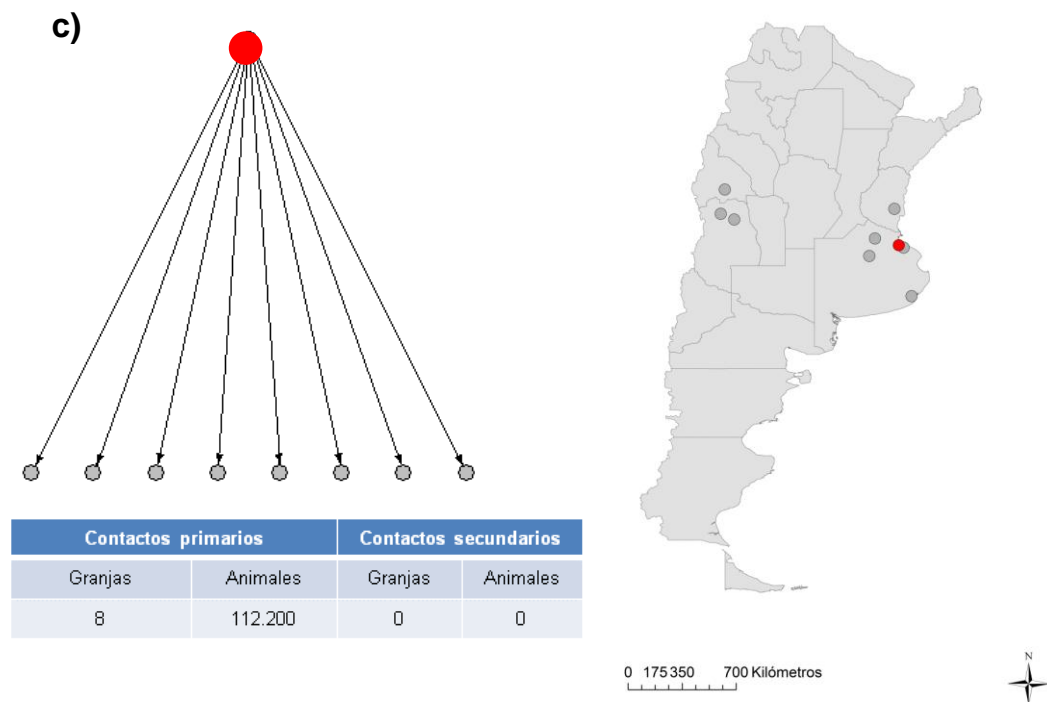 c)
Contactos primarios Contactos secundarios
Granjas Animales Granjas Animales
8 112.200 0 0
0 175 350 700 Kilómetros
N